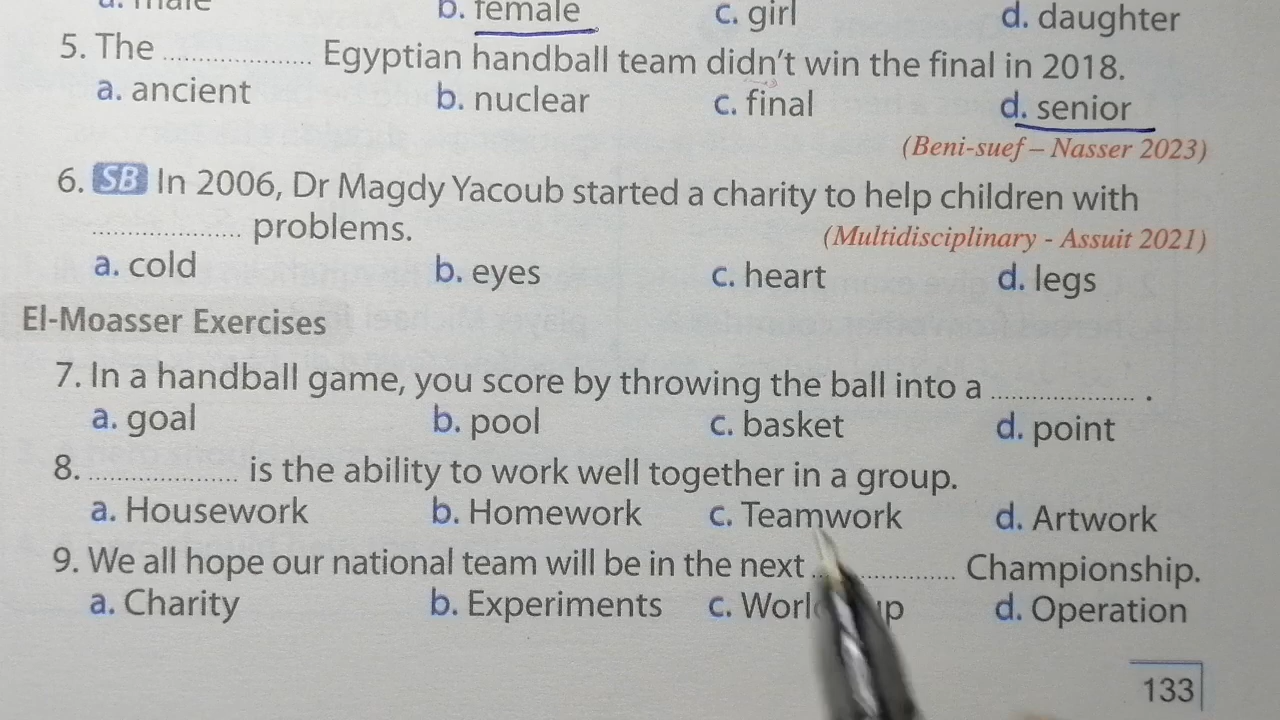 b. female c. girl d. daughter
5. The ..................... Egyptian handball team didn't win the final in 2018.
a. ancient b. nuclear c. final d. senior
(Beni-suef – Nasser 2023)
6. SB In 2006, Dr Magdy Yacoub started a charity to help children with
..................... problems. (Multidisciplinary - Assuit 2021)
a. cold b. eyes c. heart d. legs
El-Moasser Exercises
7. In a handball game, you score by throwing the ball into a .................... .
a. goal b. pool c. basket d. point
8. ..................... is the ability to work well together in a group.
a. Housework b. Homework c. Teamwork d. Artwork
9. We all hope our national team will be in the next ..................... Championship.
a. Charity b. Experiments c. d. Operation
133